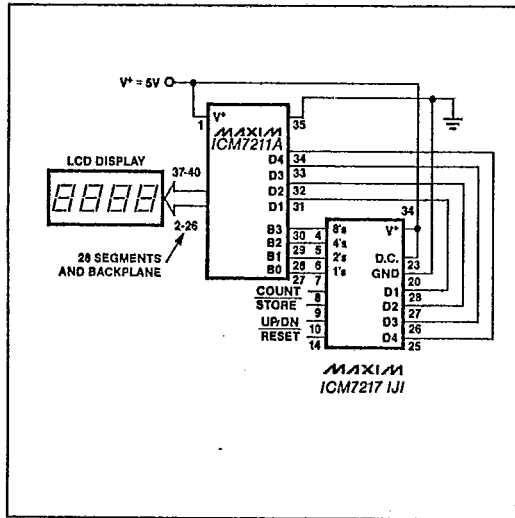 V⁺ = 5V
V⁺
1
35
MAXIM
ICM7211A
LCD DISPLAY
37-40
2-26
28 SEGMENTS
AND BACKPLANE
D4 34
D3 33
D2 32
D1 31
B3 30
B2 29
B1 28
B0 27
4 8's
5 4's
6 2's
7 1's
COUNT 8
STORE 9
UP/DN 10
RESET 14
34
V⁺
D.C. 23
GND 20
D1 28
D2 27
D3 26
D4 25
MAXIM
ICM7217 IJI